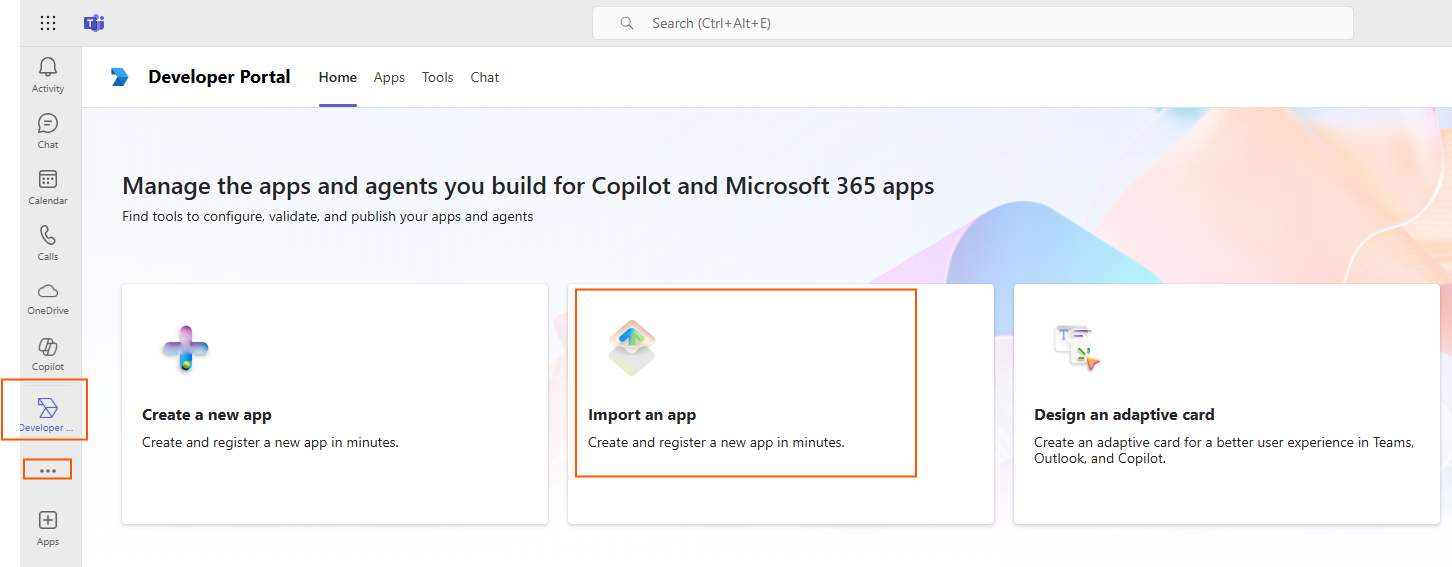 Search (Ctrl+Alt+E)
Activity
Chat
Calendar
Calls
OneDrive
Copilot
Developer ...
Apps
Developer Portal
Home Apps Tools Chat
Manage the apps and agents you build for Copilot and Microsoft 365 apps
Find tools to configure, validate, and publish your apps and agents
Create a new app
Create and register a new app in minutes.
Import an app
Create and register a new app in minutes.
Design an adaptive card
Create an adaptive card for a better user experience in Teams,
Outlook, and Copilot.